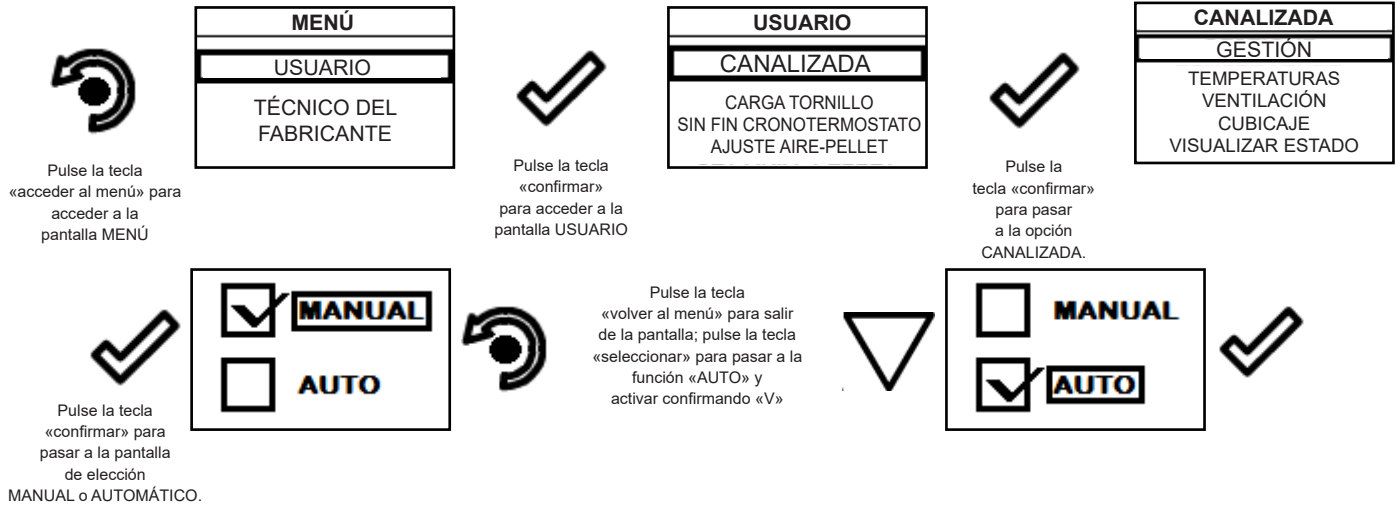 MENÚ
USUARIO
TÉCNICO DEL
FABRICANTE
Pulse la tecla
«acceder al menú» para
acceder a la
pantalla MENÚ
USUARIO
CANALIZADA
CARGA TORNILLO
SIN FIN CRONOTERMOSTATO
AJUSTE AIRE-PELLET
Pulse la tecla
«confirmar»
para acceder a la
pantalla USUARIO
CANALIZADA
GESTIÓN
TEMPERATURAS
VENTILACIÓN
CUBICAJE
VISUALIZAR ESTADO
Pulse la
tecla «confirmar»
para pasar
a la opción
CANALIZADA.
MANUAL
AUTO
Pulse la tecla
«confirmar» para
pasar a la pantalla
de elección
MANUAL o AUTOMÁTICO.
Pulse la tecla
«volver al menú» para salir
de la pantalla; pulse la tecla
«seleccionar» para pasar a la
función «AUTO» y
activar confirmando «V»
MANUAL
AUTO